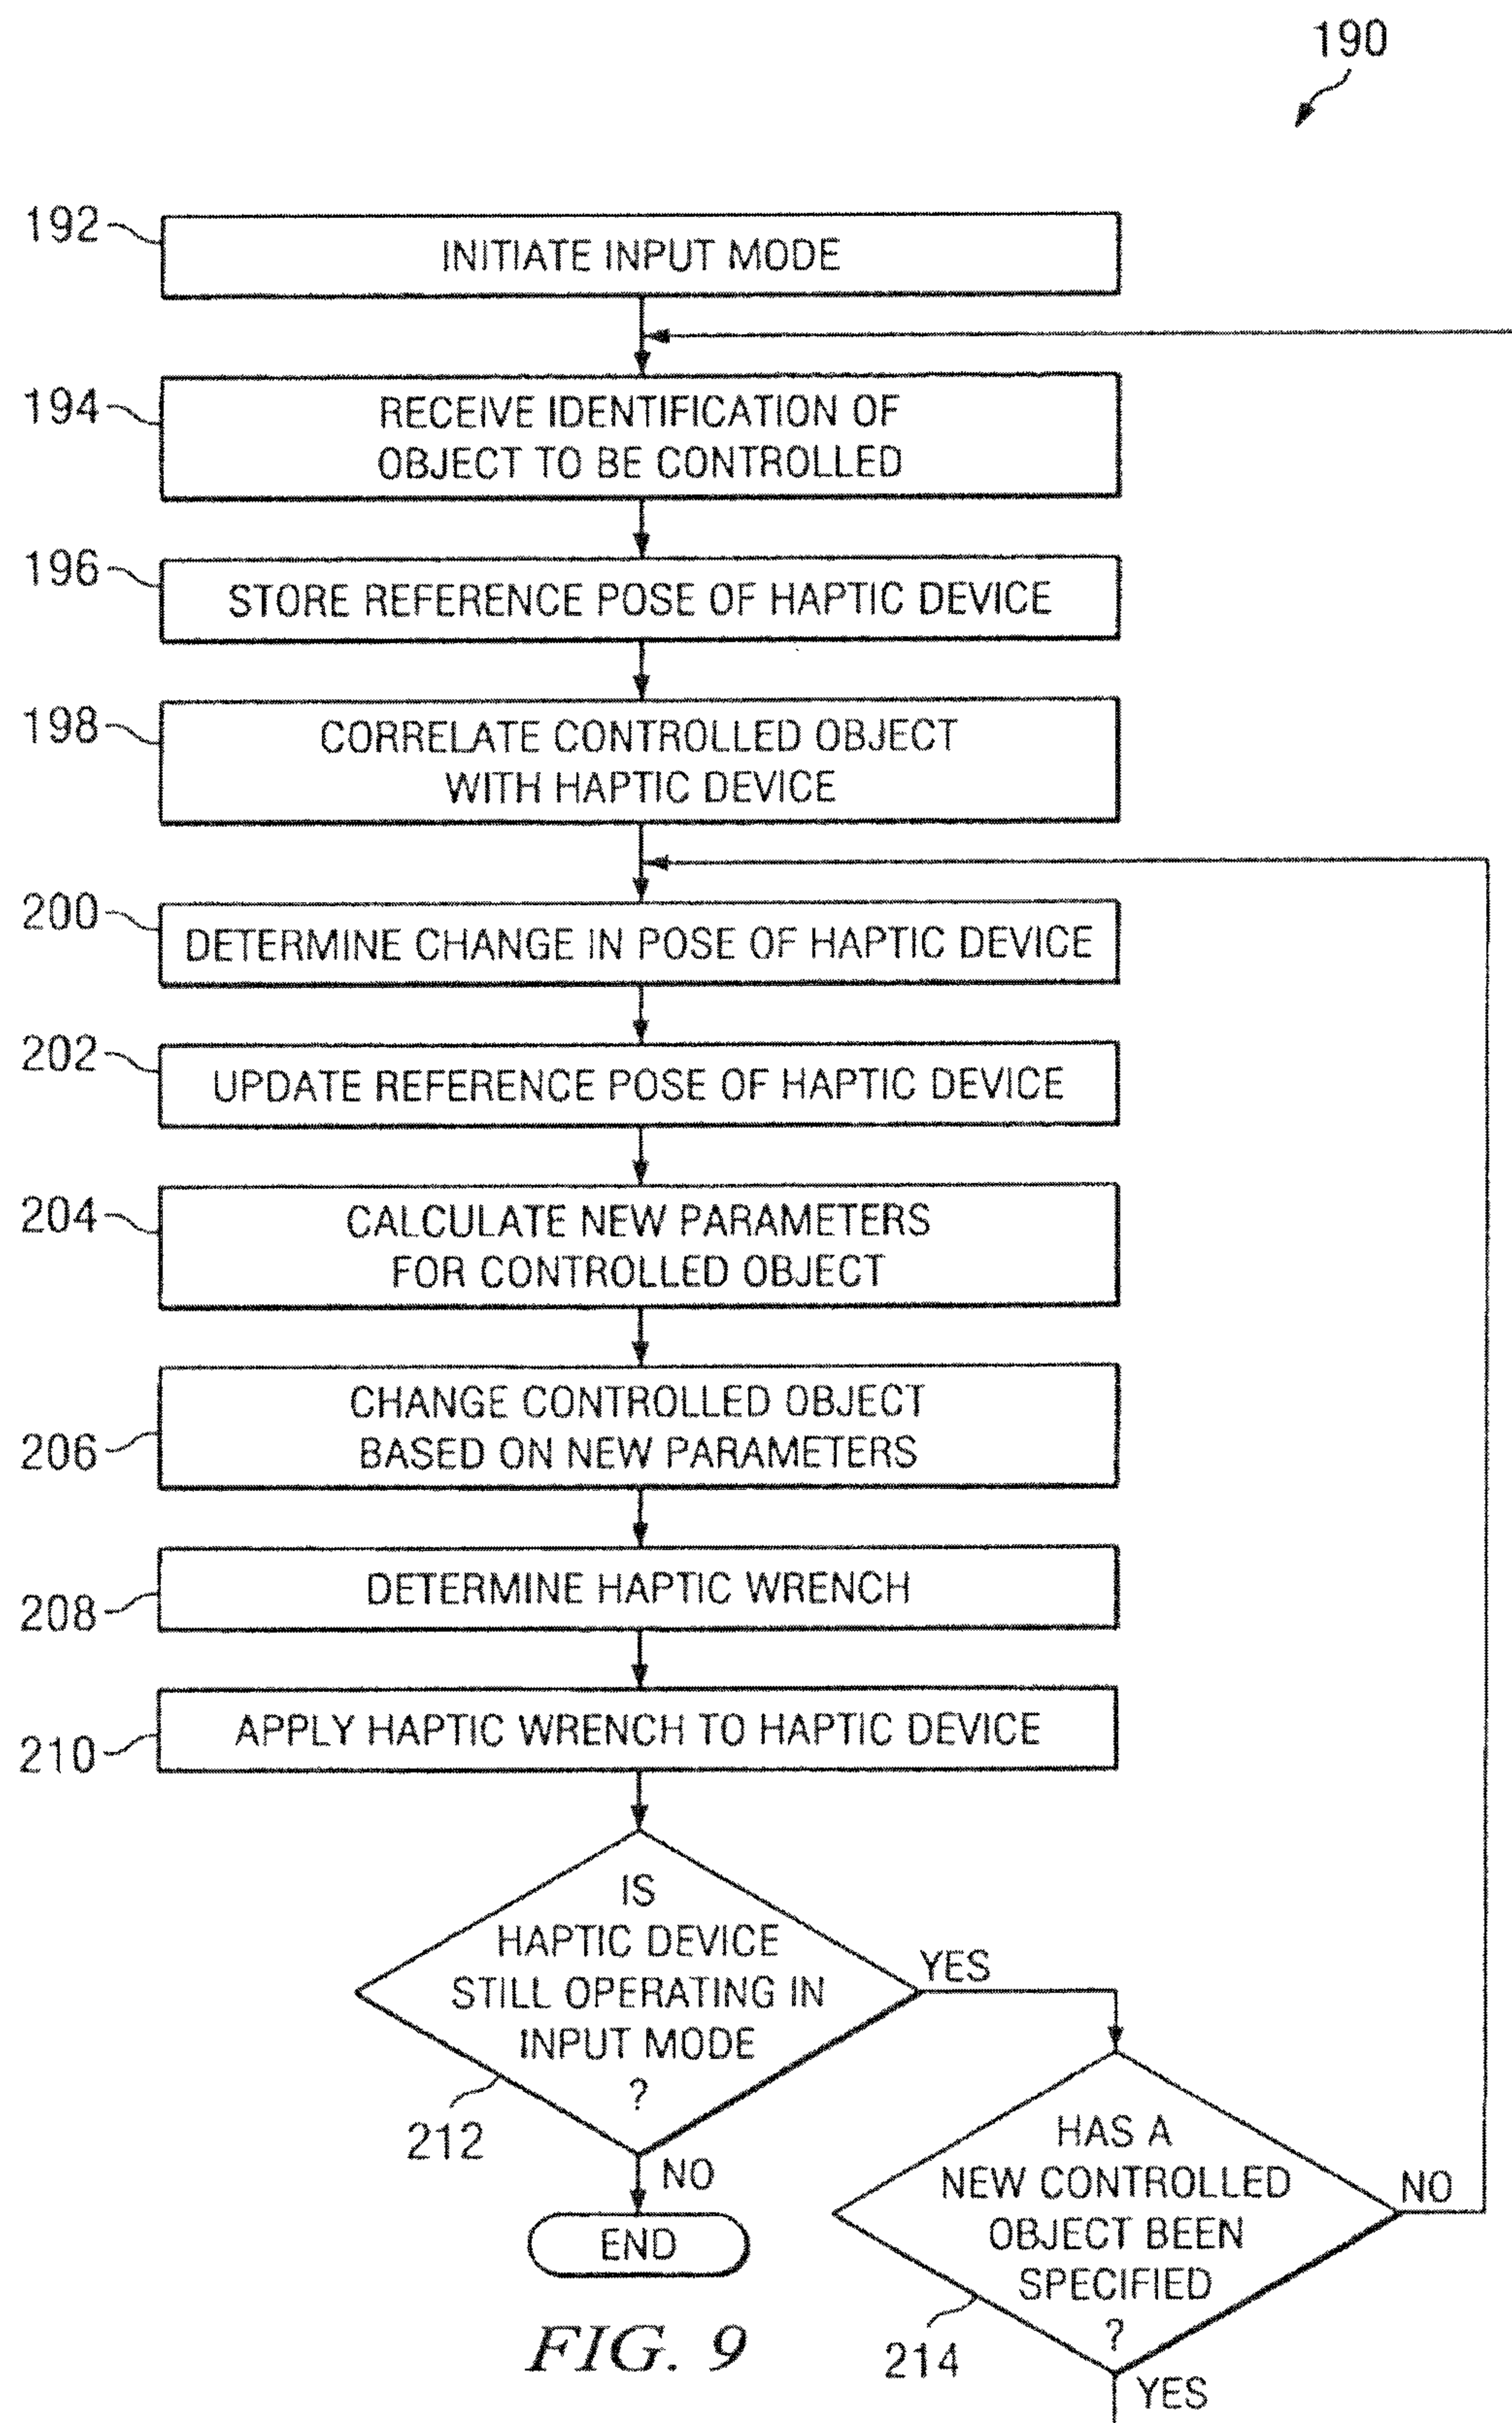 190
192
INITIATE INPUT MODE
194
RECEIVE IDENTIFICATION OF
OBJECT TO BE CONTROLLED
196
STORE REFERENCE POSE OF HAPTIC DEVICE
198
CORRELATE CONTROLLED OBJECT
WITH HAPTIC DEVICE
200
DETERMINE CHANGE IN POSE OF HAPTIC DEVICE
202
UPDATE REFERENCE POSE OF HAPTIC DEVICE
204
CALCULATE NEW PARAMETERS
FOR CONTROLLED OBJECT
206
CHANGE CONTROLLED OBJECT
BASED ON NEW PARAMETERS
208
DETERMINE HAPTIC WRENCH
210
APPLY HAPTIC WRENCH TO HAPTIC DEVICE
IS
HAPTIC DEVICE
STILL OPERATING IN
INPUT MODE
?
YES
212
NO
END
HAS A
NEW CONTROLLED
OBJECT BEEN
SPECIFIED
?
NO
214
YES
FIG. 9